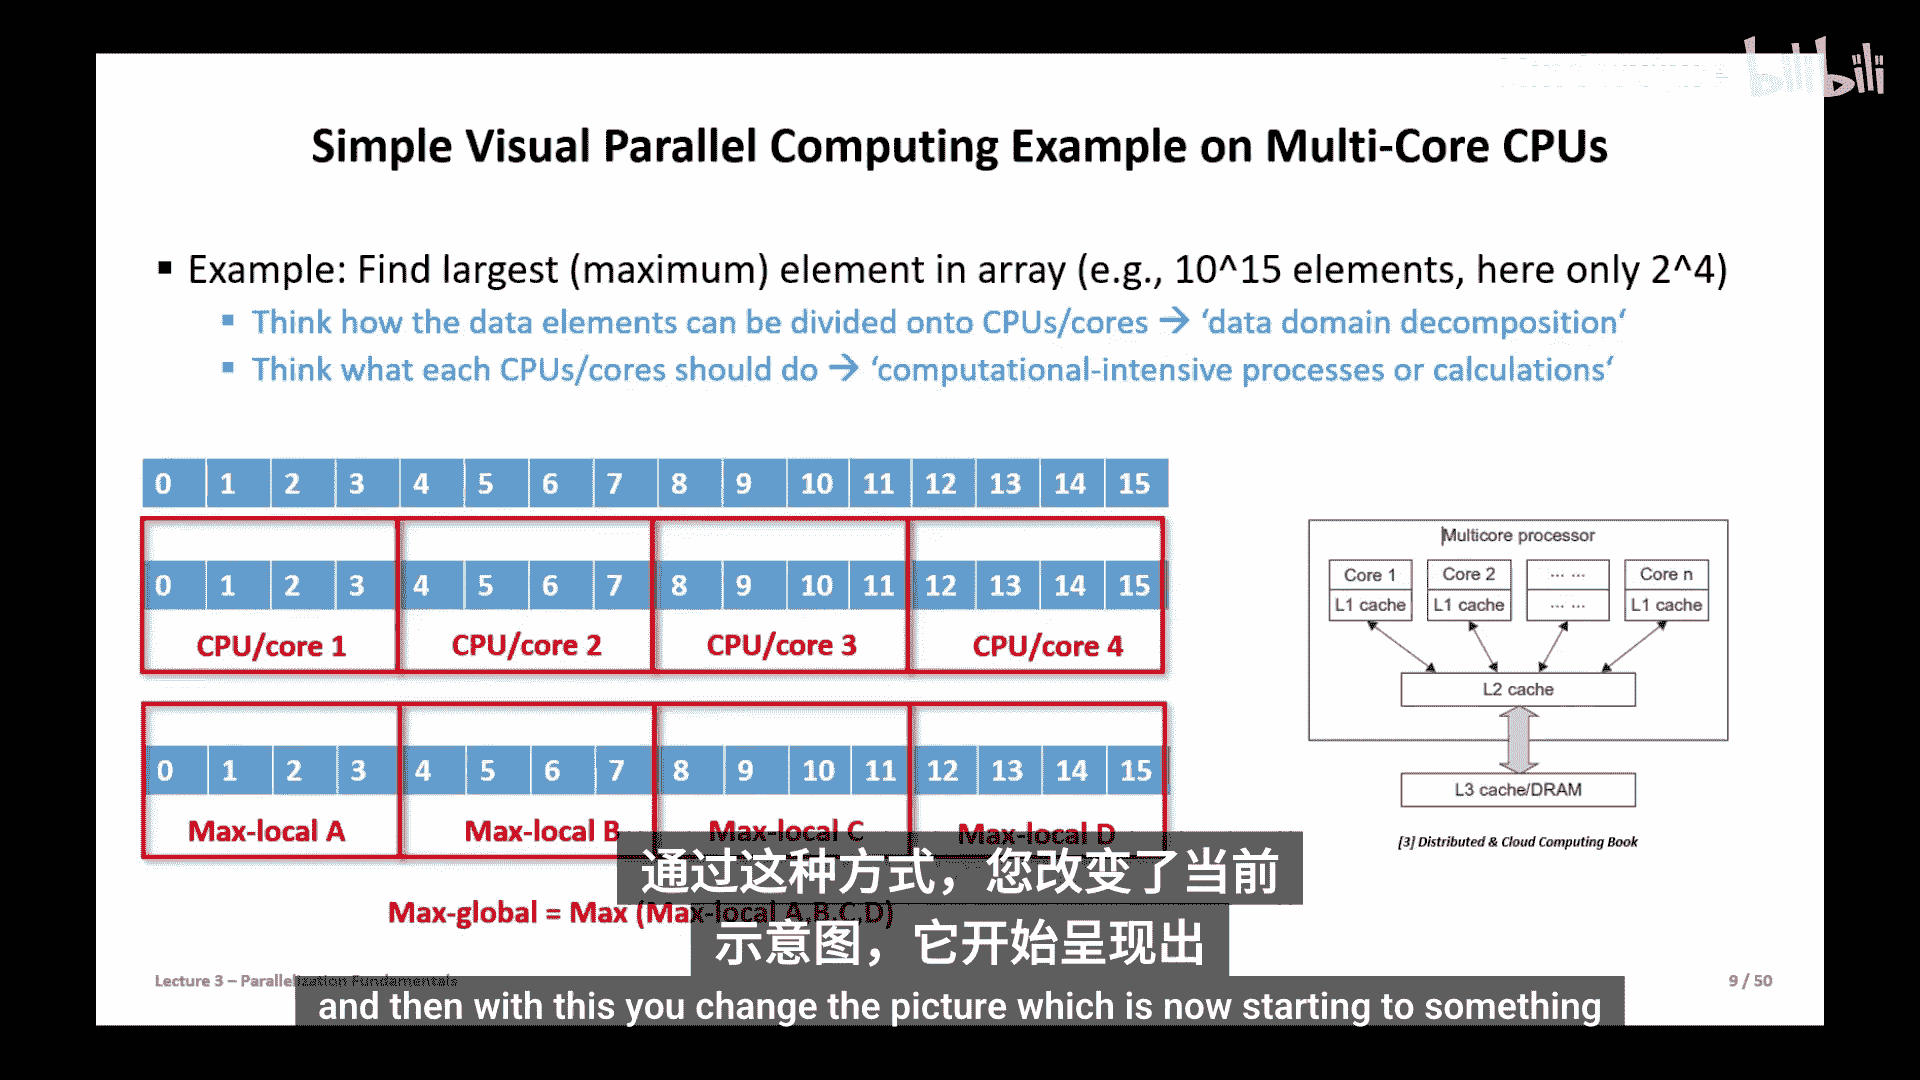 bilibili
Simple Visual Parallel Computing Example on Multi-Core CPUs
▪ Example: Find largest (maximum) element in array (e.g., 10^15 elements, here only 2^4)
▪ Think how the data elements can be divided onto CPUs/cores → ‘data domain decomposition‘
▪ Think what each CPUs/cores should do → ‘computational-intensive processes or calculations‘
0 1 2 3 4 5 6 7 8 9 10 11 12 13 14 15
0 1 2 3 4 5 6 7 8 9 10 11 12 13 14 15
CPU/core 1 CPU/core 2 CPU/core 3 CPU/core 4
0 1 2 3 4 5 6 7 8 9 10 11 12 13 14 15
Max-local A Max-local B Max-local C Max-local D
Max-global = Max (Max-local A,B,C,D)
Multicore processor
Core 1 Core 2 ... ... Core n
L1 cache L1 cache ... ... L1 cache
L2 cache
L3 cache/DRAM
[3] Distributed & Cloud Computing Book
通过这种方式，您改变了当前
示意图，它开始呈现出
Lecture 3 – Parallelization Fundamentals
9 / 50
and then with this you change the picture which is now starting to something